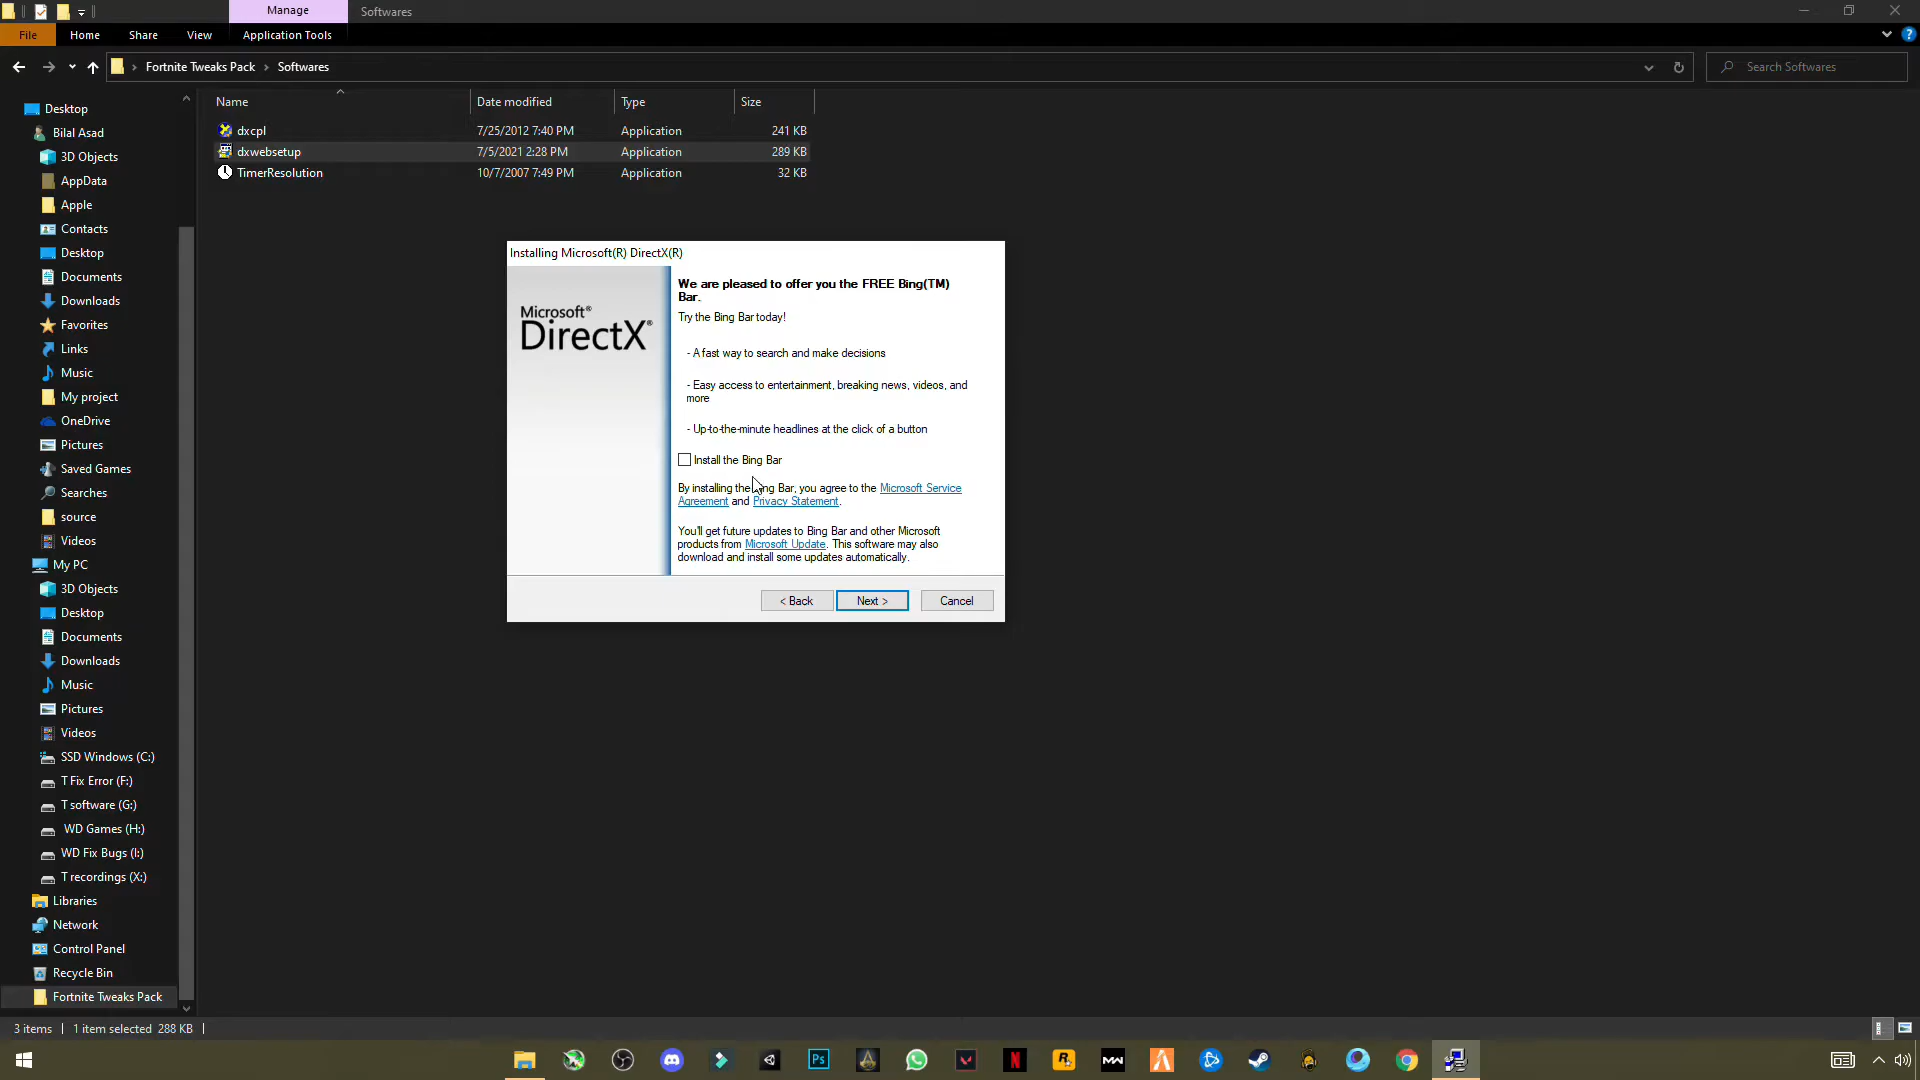 Manage
Softwares
File
Home
Share
View
Application Tools
Fortnite Tweaks Pack
Softwares
Search Softwares
Name
Date modified
Type
Size
dxcpl
7/25/2012 7:40 PM
Application
241 KB
dxwebsetup
7/5/2021 2:28 PM
Application
289 KB
TimerResolution
10/7/2007 7:49 PM
Application
32 KB
Desktop
Bilal Asad
3D Objects
AppData
Apple
Contacts
Desktop
Documents
Downloads
Favorites
Links
Music
My project
OneDrive
Pictures
Saved Games
Searches
source
Videos
My PC
3D Objects
Desktop
Documents
Downloads
Music
Pictures
Videos
SSD Windows (C:)
T Fix Error (F:)
T software (G:)
WD Games (H:)
WD Fix Bugs (I:)
T recordings (X:)
Libraries
Network
Control Panel
Recycle Bin
Fortnite Tweaks Pack
Installing Microsoft(R) DirectX(R)
Microsoft®
DirectX®
We are pleased to offer you the FREE Bing(TM)
Bar.
Try the Bing Bar today!
- A fast way to search and make decisions
- Easy access to entertainment, breaking news, videos, and
more
- Up-to-the-minute headlines at the click of a button
Install the Bing Bar
By installing the Bing Bar, you agree to the Microsoft Service
Agreement and Privacy Statement.
You'll get future updates to Bing Bar and other Microsoft
products from Microsoft Update. This software may also
download and install some updates automatically.
< Back
Next >
Cancel
3 items
1 item selected 288 KB
Ps
N
R
MW